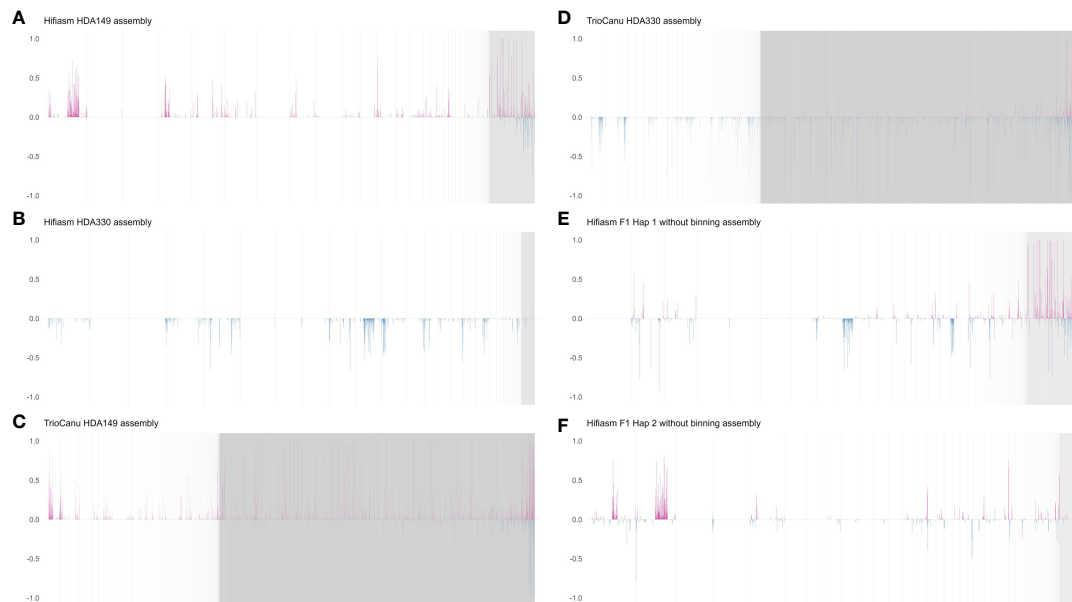 A
Hifiasm HDA149 assembly
1.0
0.5
0.0
-0.5
-1.0
B
Hifiasm HDA330 assembly
1.0
0.5
0.0
-0.5
-1.0
C
TrioCanu HDA149 assembly
1.0
0.5
0.0
-0.5
-1.0
D
TrioCanu HDA330 assembly
1.0
0.5
0.0
-0.5
-1.0
E
Hifiasm F1 Hap 1 without binning assembly
1.0
0.5
0.0
-0.5
-1.0
F
Hifiasm F1 Hap 2 without binning assembly
1.0
0.5
0.0
-0.5
-1.0